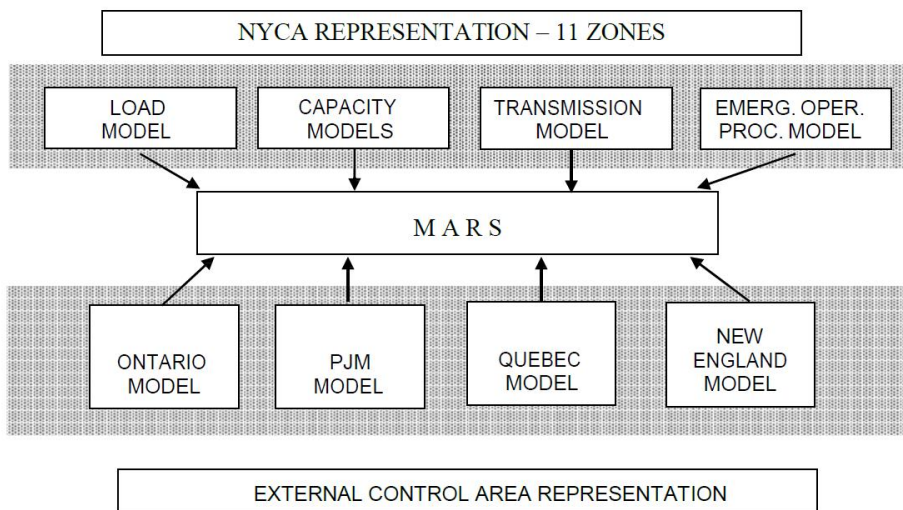 NYCA REPRESENTATION – 11 ZONES
LOAD
MODEL
CAPACITY
MODELS
TRANSMISSION
MODEL
EMERG. OPER.
PROC. MODEL
M A R S
ONTARIO
MODEL
PJM
MODEL
QUEBEC
MODEL
NEW
ENGLAND
MODEL
EXTERNAL CONTROL AREA REPRESENTATION